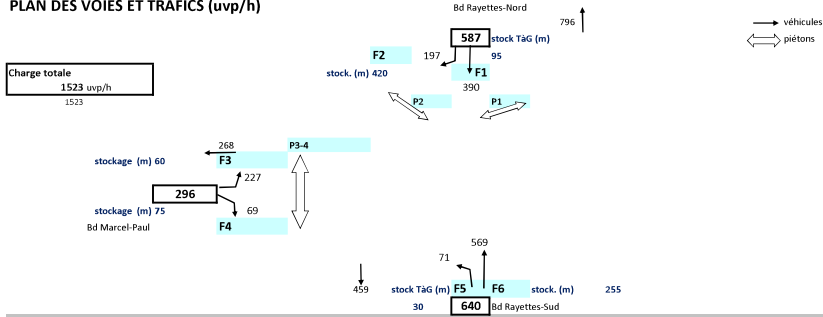 PLAN DES VOIES ET TRAFICS (uvp/h)
Bd Rayettes-Nord
796
véhicules
piétons
587 stock TàG (m)
F2 197 95
stock. (m) 420 F1
390
P2 P1
Charge totale
1523 uvp/h
1523
268 P3-4
stockage (m) 60 F3
227
296
stockage (m) 75 69
Bd Marcel-Paul F4
569
71
459 stock TàG (m) F5 F6 stock. (m) 255
30 640 Bd Rayettes-Sud